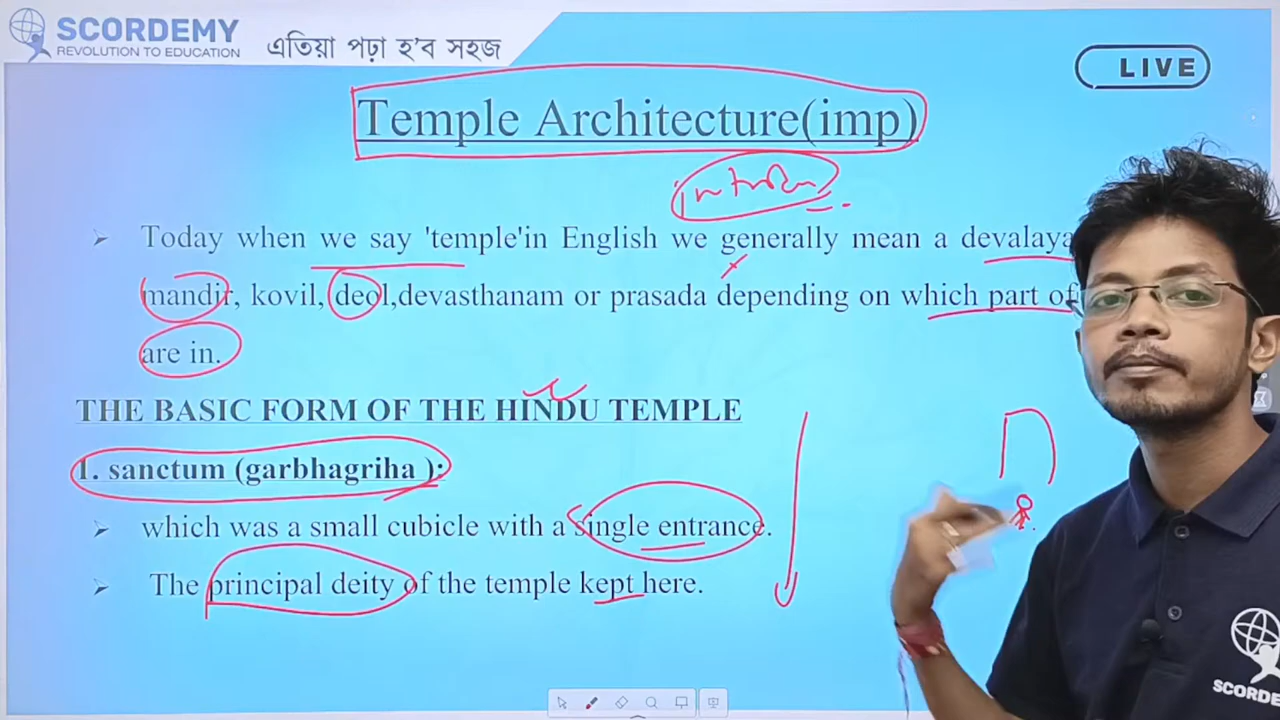 SCORDEMY
REVOLUTION TO EDUCATION
এতিয়া পঢ়া হ'ব সহজ
LIVE
Temple Architecture(imp)
➢ Today when we say 'temple'in English we generally mean a devalaya
mandir, kovil, deol,devasthanam or prasada depending on which part of
are in.
THE BASIC FORM OF THE HINDU TEMPLE
1. sanctum (garbhagriha ):
➢ which was a small cubicle with a single entrance.
➢ The principal deity of the temple kept here.